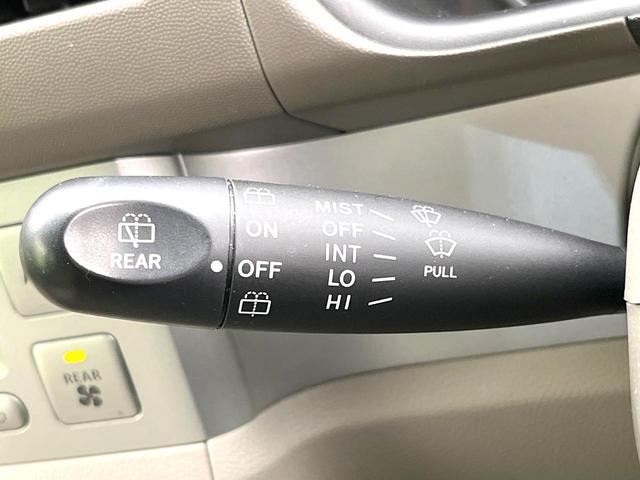 REAR
ON
OFF
MIST
OFF
INT
LO
HI
PULL
REAR